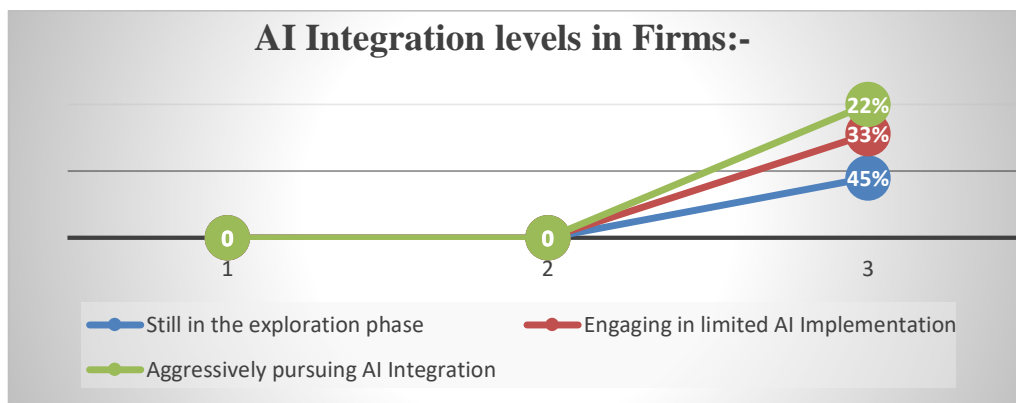 AI Integration levels in Firms:-
22%
33%
45%
0 0
1 2 3
Still in the exploration phase Engaging in limited AI Implementation
Aggressively pursuing AI Integration